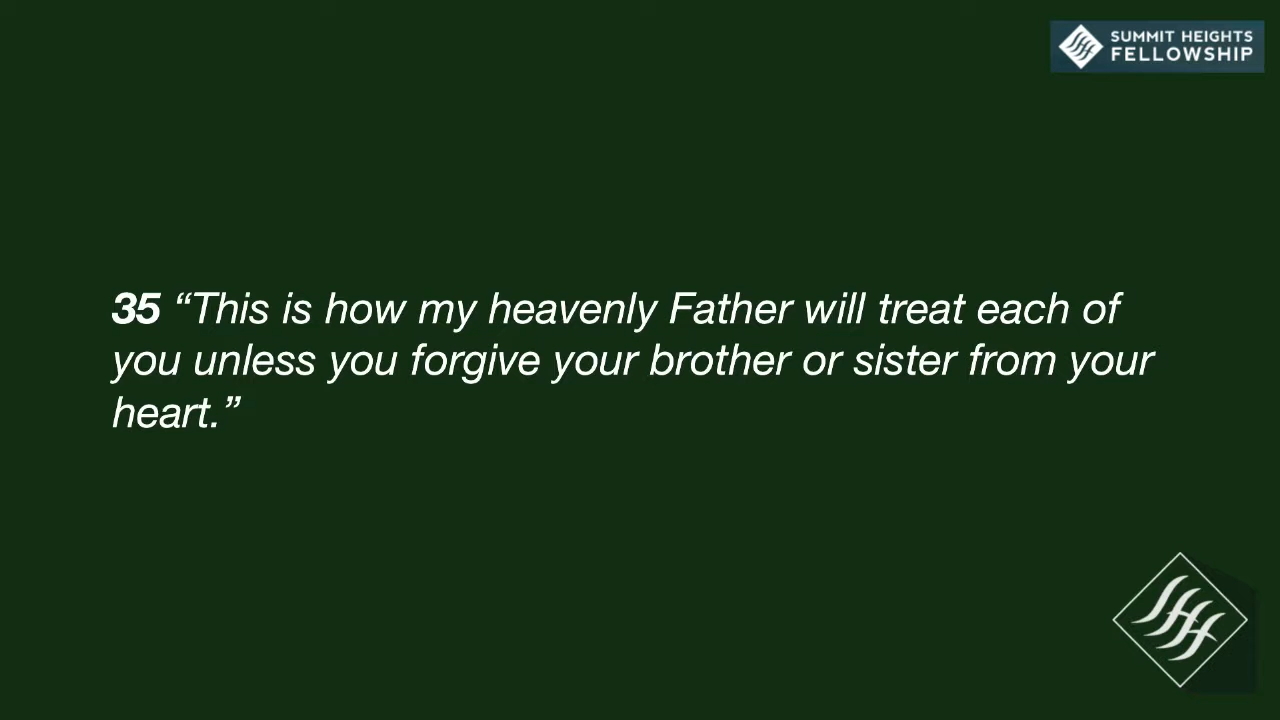 SUMMIT HEIGHTS
FELLOWSHIP
35 “This is how my heavenly Father will treat each of
you unless you forgive your brother or sister from your
heart.”